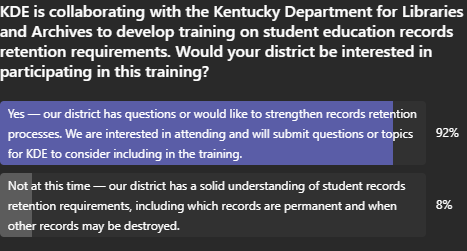 KDE is collaborating with the Kentucky Department for Libraries
and Archives to develop training on student education records
retention requirements. Would your district be interested in
participating in this training?
Yes — our district has questions or would like to strengthen records retention
processes. We are interested in attending and will submit questions or topics
for KDE to consider including in the training.
92%
Not at this time — our district has a solid understanding of student records
retention requirements, including which records are permanent and when
other records may be destroyed.
8%